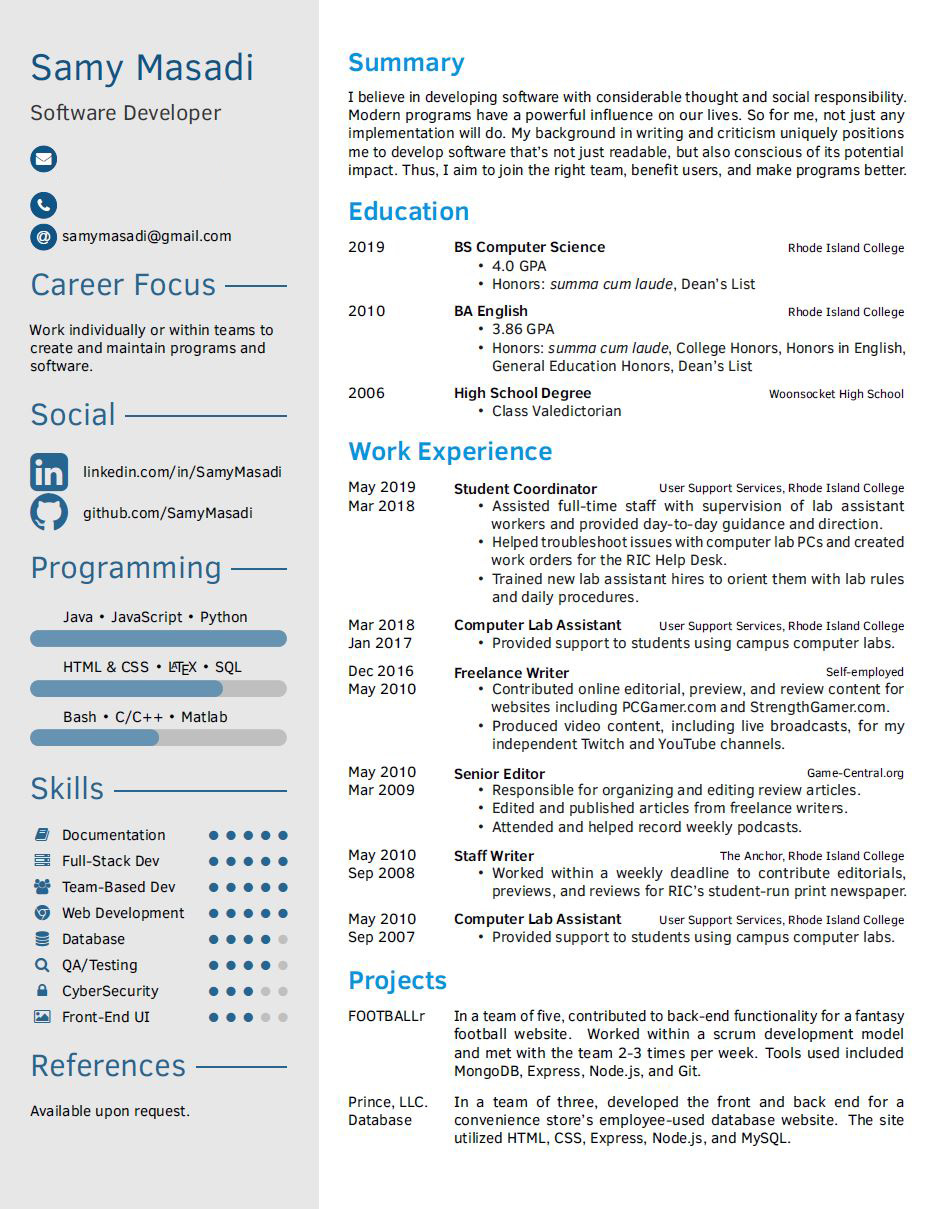 Samy Masadi
Software Developer
samymasadi@gmail.com
Career Focus
Work individually or within teams to
create and maintain programs and
software.
Social
linkedin.com/in/SamyMasadi
github.com/SamyMasadi
Programming
Java • JavaScript • Python
HTML & CSS • LATEX • SQL
Bash • C/C++ • Matlab
Skills
Documentation
Full-Stack Dev
Team-Based Dev
Web Development
Database
QA/Testing
CyberSecurity
Front-End UI
References
Available upon request.
Summary
I believe in developing software with considerable thought and social responsibility.
Modern programs have a powerful influence on our lives. So for me, not just any
implementation will do. My background in writing and criticism uniquely positions
me to develop software that's not just readable, but also conscious of its potential
impact. Thus, I aim to join the right team, benefit users, and make programs better.
Education
2019 BS Computer Science Rhode Island College
• 4.0 GPA
• Honors: summa cum laude, Dean's List
2010 BA English Rhode Island College
• 3.86 GPA
• Honors: summa cum laude, College Honors, Honors in English,
General Education Honors, Dean's List
2006 High School Degree Woonsocket High School
• Class Valedictorian
Work Experience
May 2019 Student Coordinator User Support Services, Rhode Island College
Mar 2018 • Assisted full-time staff with supervision of lab assistant
workers and provided day-to-day guidance and direction.
• Helped troubleshoot issues with computer lab PCs and created
work orders for the RIC Help Desk.
• Trained new lab assistant hires to orient them with lab rules
and daily procedures.
Mar 2018 Computer Lab Assistant User Support Services, Rhode Island College
Jan 2017 • Provided support to students using campus computer labs.
Dec 2016 Freelance Writer Self-employed
May 2010 • Contributed online editorial, preview, and review content for
websites including PCGamer.com and StrengthGamer.com.
• Produced video content, including live broadcasts, for my
independent Twitch and YouTube channels.
May 2010 Senior Editor Game-Central.org
Mar 2009 • Responsible for organizing and editing review articles.
• Edited and published articles from freelance writers.
• Attended and helped record weekly podcasts.
May 2010 Staff Writer The Anchor, Rhode Island College
Sep 2008 • Worked within a weekly deadline to contribute editorials,
previews, and reviews for RIC's student-run print newspaper.
May 2010 Computer Lab Assistant User Support Services, Rhode Island College
Sep 2007 • Provided support to students using campus computer labs.
Projects
FOOTBALLr In a team of five, contributed to back-end functionality for a fantasy
football website. Worked within a scrum development model
and met with the team 2-3 times per week. Tools used included
MongoDB, Express, Node.js, and Git.
Prince, LLC. In a team of three, developed the front and back end for a
Database convenience store's employee-used database website. The site
utilized HTML, CSS, Express, Node.js, and MySQL.